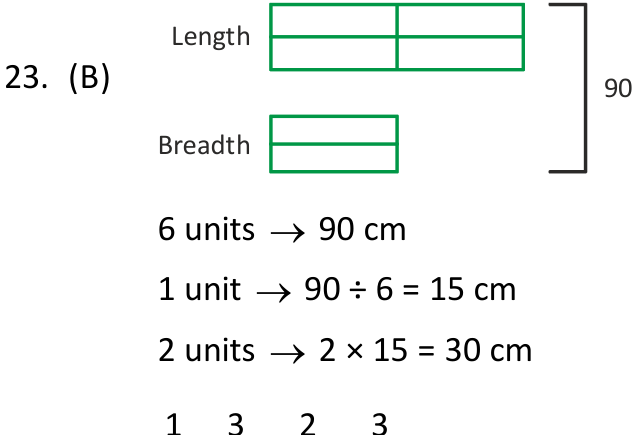 Length
23. (B)
90
Breadth
6 units → 90 cm
1 unit → 90 ÷ 6 = 15 cm
2 units → 2 × 15 = 30 cm
1 3 2 3